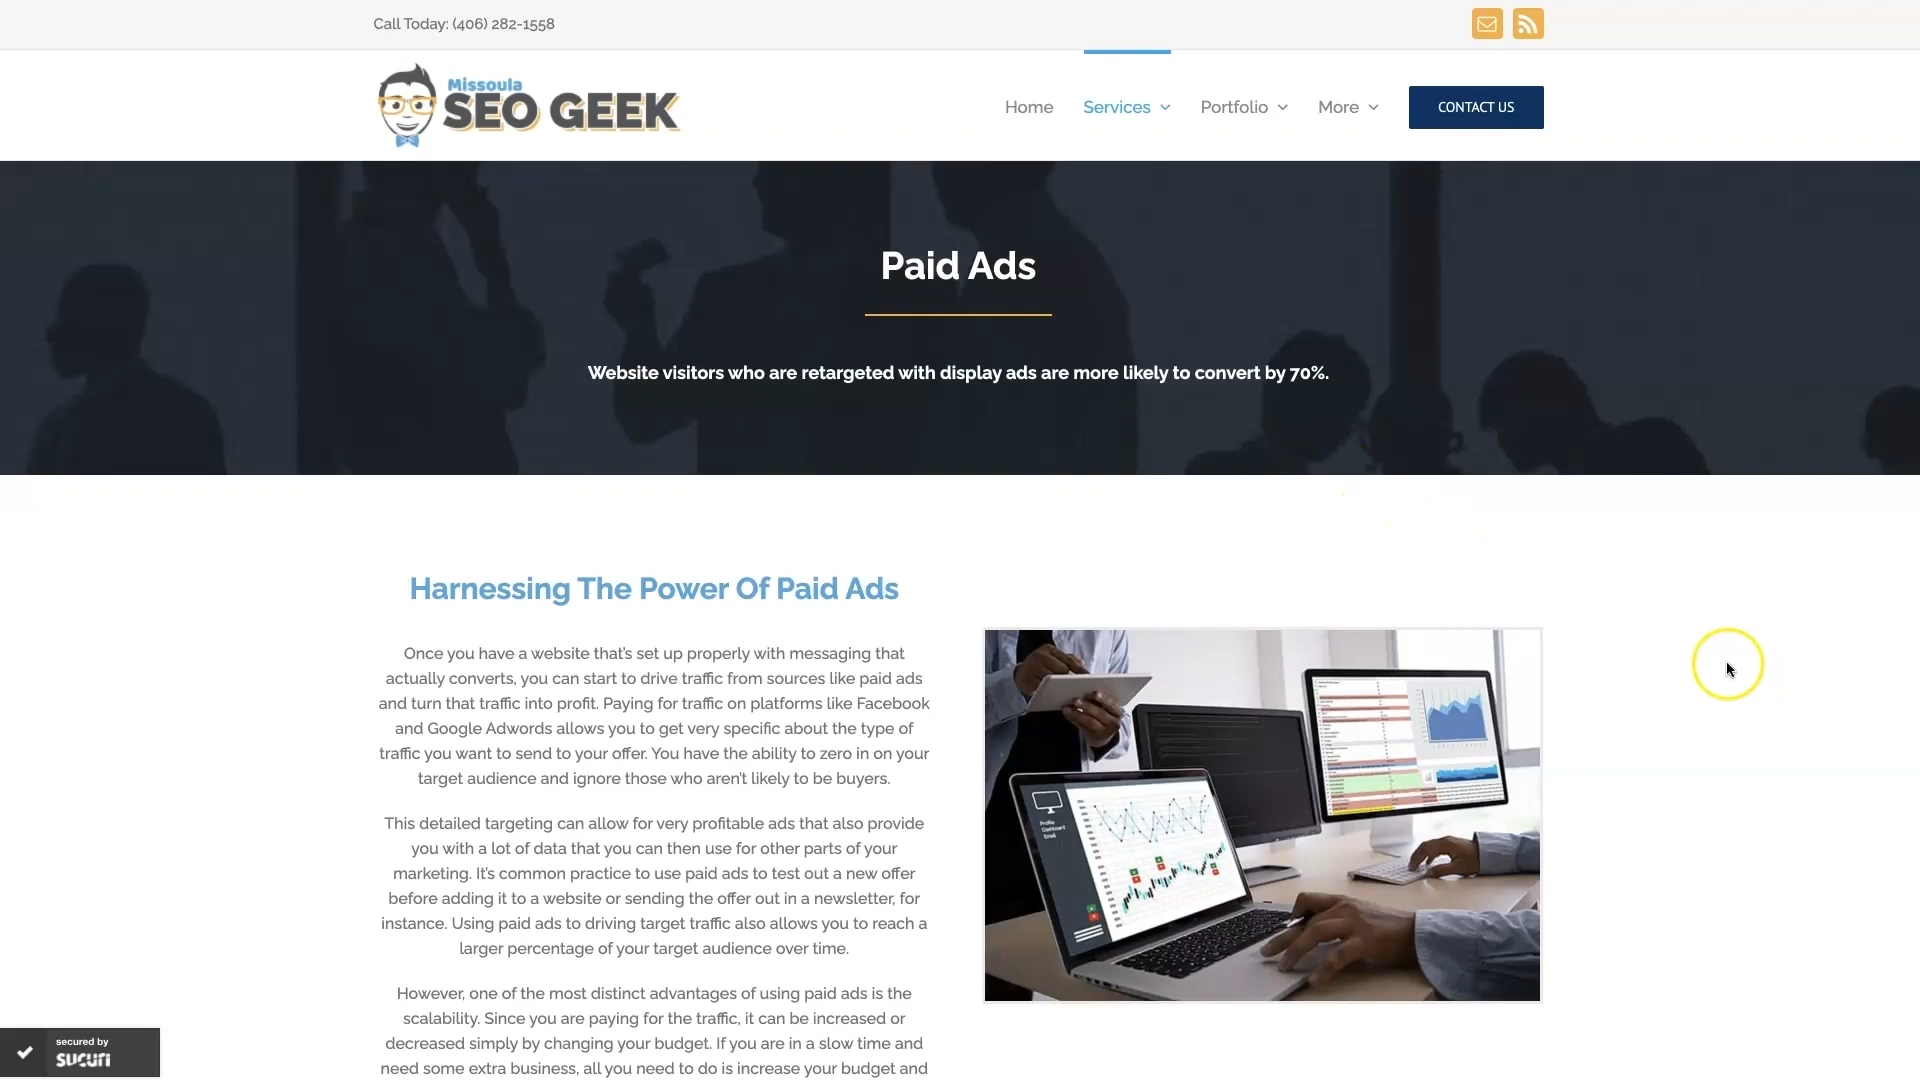 Call Today: (406) 282-1558
Missoula
SEO GEEK
Home
Services
Portfolio
More
CONTACT US
Paid Ads
Website visitors who are retargeted with display ads are more likely to convert by 70%.
Harnessing The Power Of Paid Ads
Once you have a website that's set up properly with messaging that
actually converts, you can start to drive traffic from sources like paid ads
and turn that traffic into profit. Paying for traffic on platforms like Facebook
and Google Adwords allows you to get very specific about the type of
traffic you want to send to your offer. You have the ability to zero in on your
target audience and ignore those who aren't likely to be buyers.
This detailed targeting can allow for very profitable ads that also provide
you with a lot of data that you can then use for other parts of your
marketing. It's common practice to use paid ads to test out a new offer
before adding it to a website or sending the offer out in a newsletter, for
instance. Using paid ads to driving target traffic also allows you to reach a
larger percentage of your target audience over time.
However, one of the most distinct advantages of using paid ads is the
scalability. Since you are paying for the traffic, it can be increased or
decreased simply by changing your budget. If you are in a slow time and
need some extra business, all you need to do is increase your budget and
Profile
Dashboard
Email
secured by
sucuri